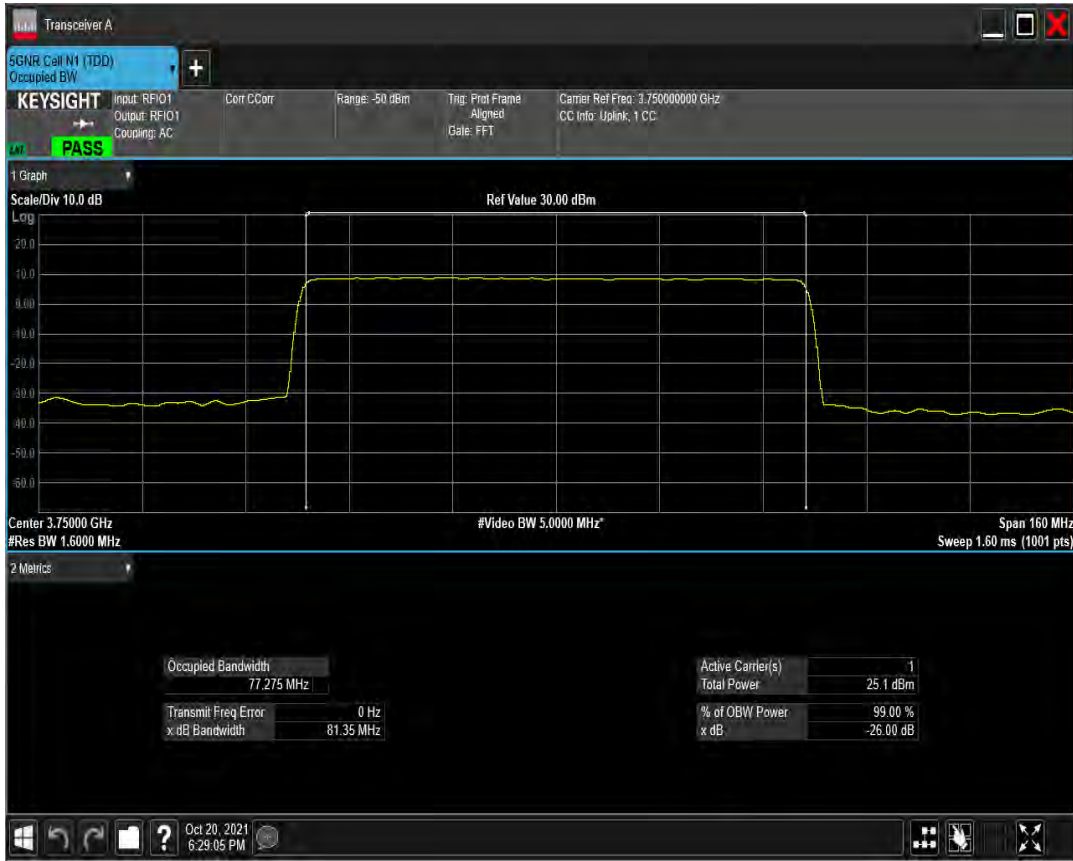 Transceiver A
5GNR Cell N1 (TDD)
Occupied BW
+
KEYSIGHT
Input: RFIO1
Output: RFIO1
Coupling: AC
Corr CCorr
Range: -50 dBm
Trig: Prot Frame
Aligned
Gate: FFT
Carrier Ref Freq: 3.750000000 GHz
CC Info: Uplink, 1 CC
PASS
1 Graph
Scale/Div 10.0 dB
Ref Value 30.00 dBm
Log
20.0
10.0
0.00
-10.0
-20.0
-30.0
-40.0
-50.0
-60.0
Center 3.75000 GHz
#Video BW 5.0000 MHz*
Span 160 MHz
#Res BW 1.6000 MHz
Sweep 1.60 ms (1001 pts)
2 Metrics
Occupied Bandwidth
77.275 MHz
Transmit Freq Error 0 Hz
x dB Bandwidth 81.35 MHz
Active Carrier(s) 1
Total Power 25.1 dBm
% of OBW Power 99.00 %
x dB -26.00 dB
?
Oct 20, 2021
6:29:05 PM